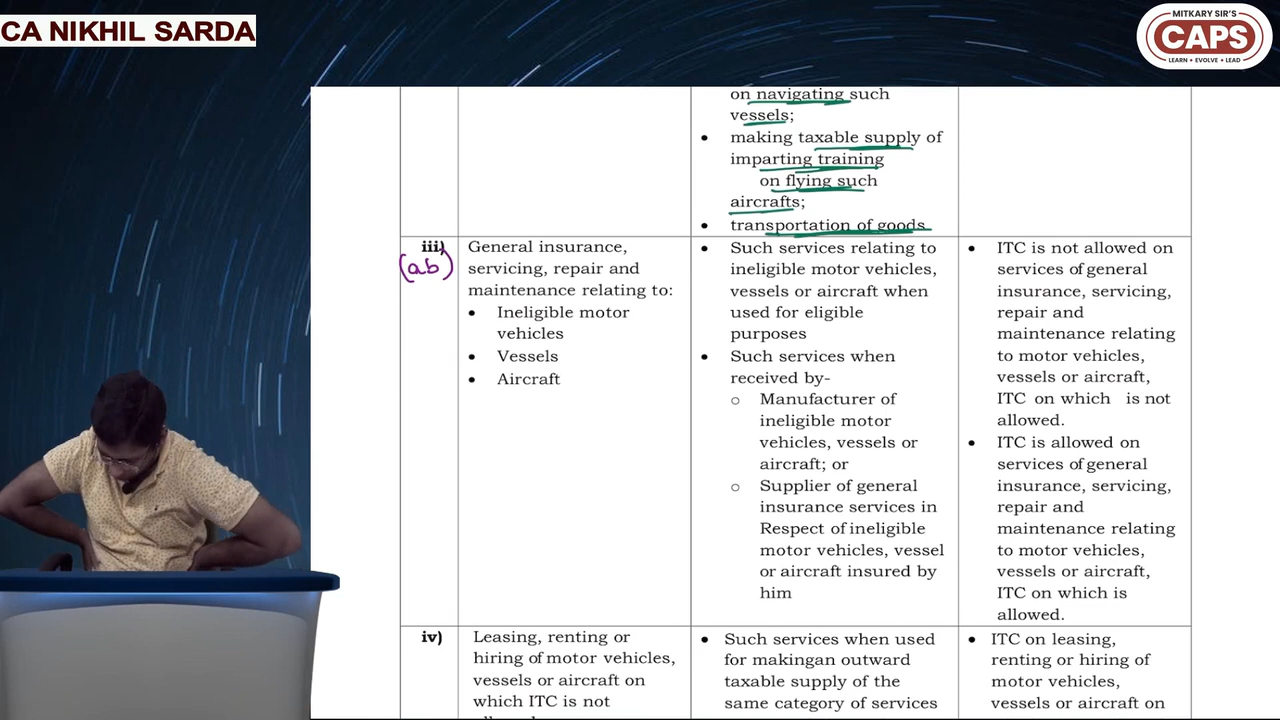 CA NIKHIL SARDA
MITKARY SIR'S
CAPS
LEARN • EVOLVE • LEAD
on navigating such
vessels;
• making taxable supply of
imparting training
on flying such
aircrafts;
• transportation of goods
iii)
(ab)
General insurance,
servicing, repair and
maintenance relating to:
• Ineligible motor
vehicles
• Vessels
• Aircraft
• Such services relating to
ineligible motor vehicles,
vessels or aircraft when
used for eligible
purposes
• Such services when
received by-
o Manufacturer of
ineligible motor
vehicles, vessels or
aircraft; or
o Supplier of general
insurance services in
Respect of ineligible
motor vehicles, vessel
or aircraft insured by
him
• ITC is not allowed on
services of general
insurance, servicing,
repair and
maintenance relating
to motor vehicles,
vessels or aircraft,
ITC on which is not
allowed.
• ITC is allowed on
services of general
insurance, servicing,
repair and
maintenance relating
to motor vehicles,
vessels or aircraft,
ITC on which is
allowed.
iv)
Leasing, renting or
hiring of motor vehicles,
vessels or aircraft on
which ITC is not
• Such services when used
for makingan outward
taxable supply of the
same category of services
• ITC on leasing,
renting or hiring of
motor vehicles,
vessels or aircraft on